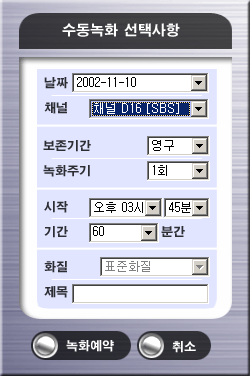 수동녹화 선택사항
날짜 2002-11-10
채널 채널 D16 [SBS]
보존기간 영구
녹화주기 1회
시작 오후 03시 45분
기간 60 분간
화질 표준화질
제목
녹화예약 취소